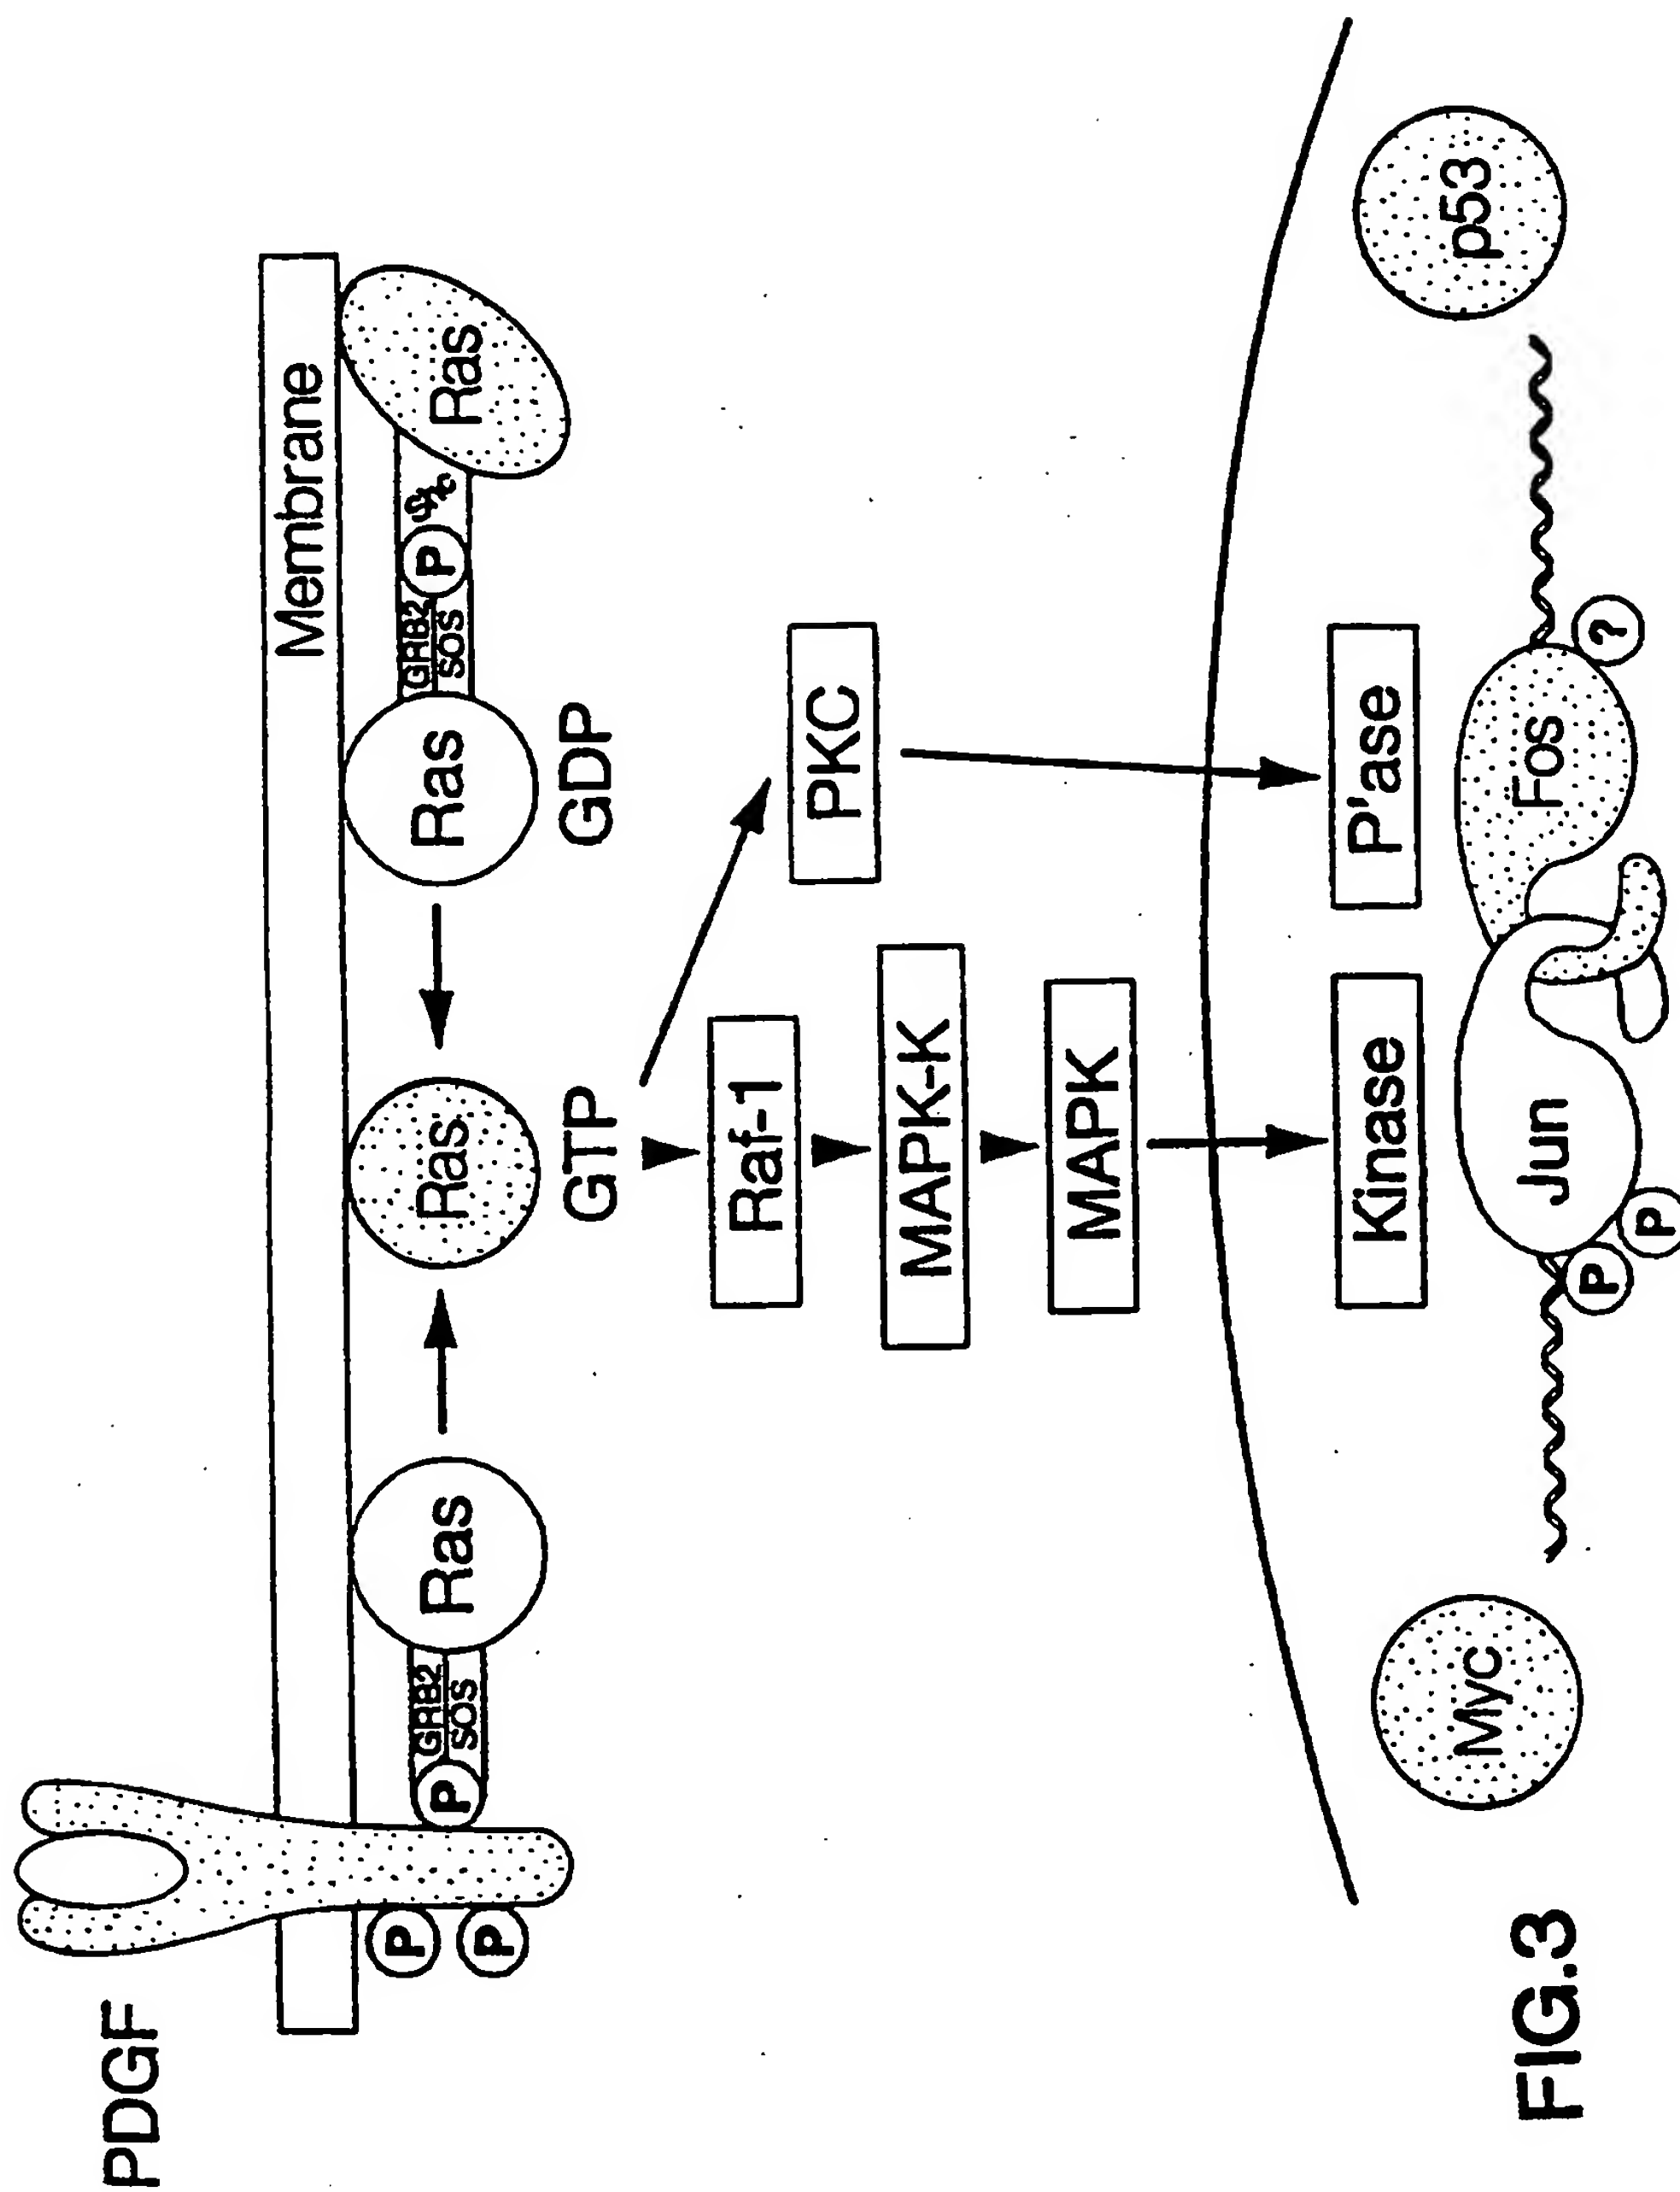 PDGF
Membrane
P
P
P
GRB2
SOS
Ras
Ras
GTP
Ras
GDP
GRB2
SOS
P
Ras
Raf-1
PKC
MAPK-K
MAPK
Kinase
P'ase
Myc
P
P
Jun
Fos
?
p53
FIG.3